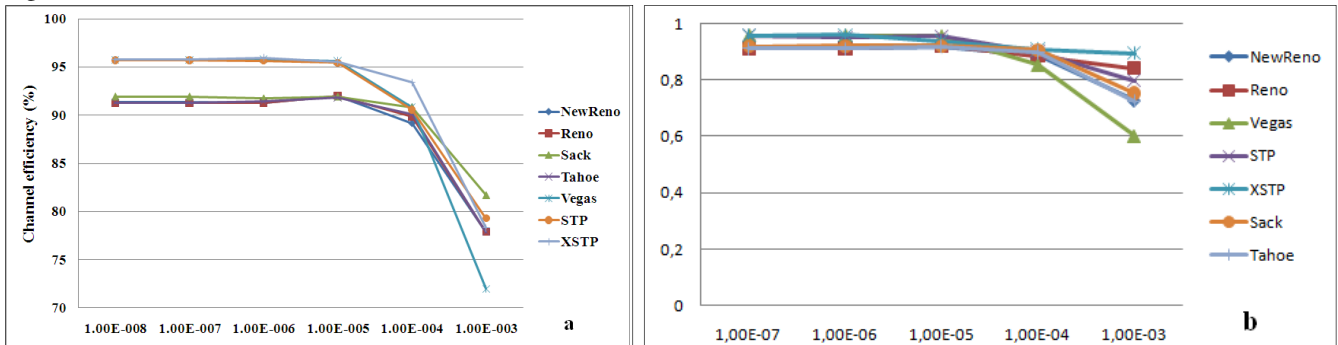 100
95
90
85
80
75
70
Channel efficiency (%)
1.00E-008 1.00E-007 1.00E-006 1.00E-005 1.00E-004 1.00E-003
NewReno
Reno
Sack
Tahoe
Vegas
STP
XSTP
a
1
0,8
0,6
0,4
0,2
0
1,00E-07 1,00E-06 1,00E-05 1,00E-04 1,00E-03
NewReno
Reno
Vegas
STP
XSTP
Sack
Tahoe
b